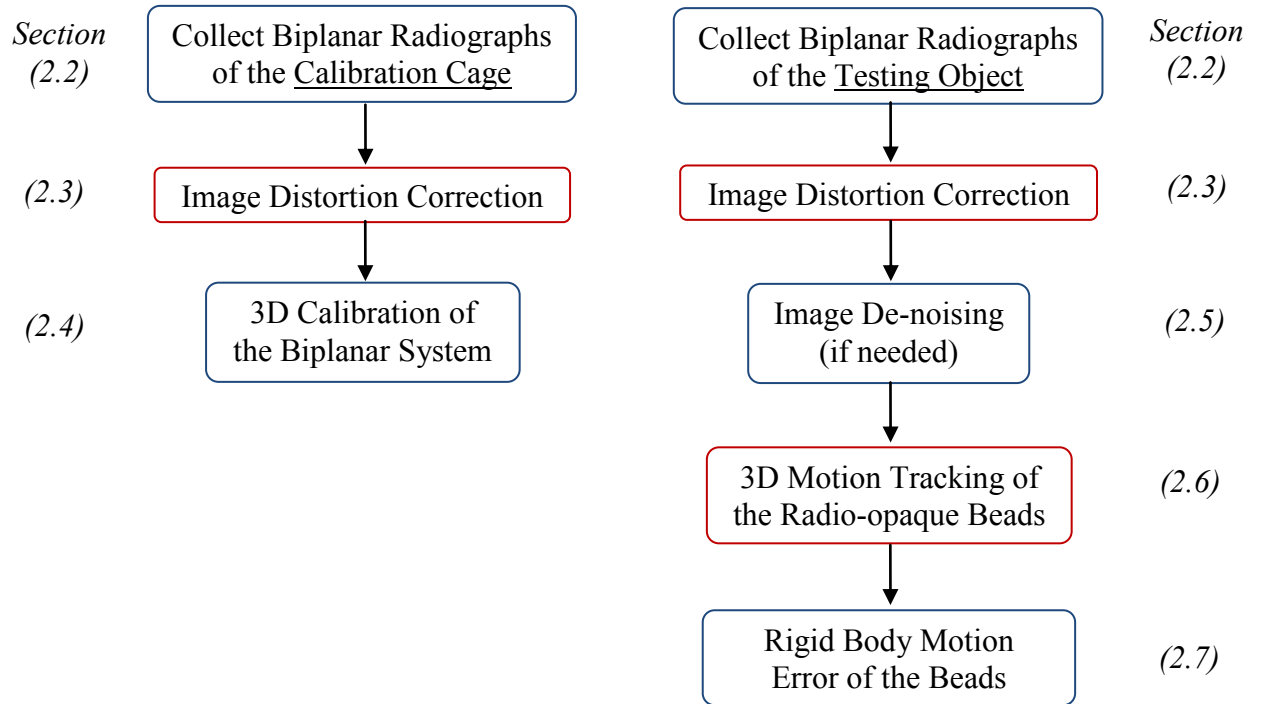 Section
(2.2)
Collect Biplanar Radiographs
of the Calibration Cage
(2.3)
Image Distortion Correction
(2.4)
3D Calibration of
the Biplanar System
Collect Biplanar Radiographs
of the Testing Object
Section
(2.2)
Image Distortion Correction
(2.3)
Image De-noising
(if needed)
(2.5)
3D Motion Tracking of
the Radio-opaque Beads
(2.6)
Rigid Body Motion
Error of the Beads
(2.7)